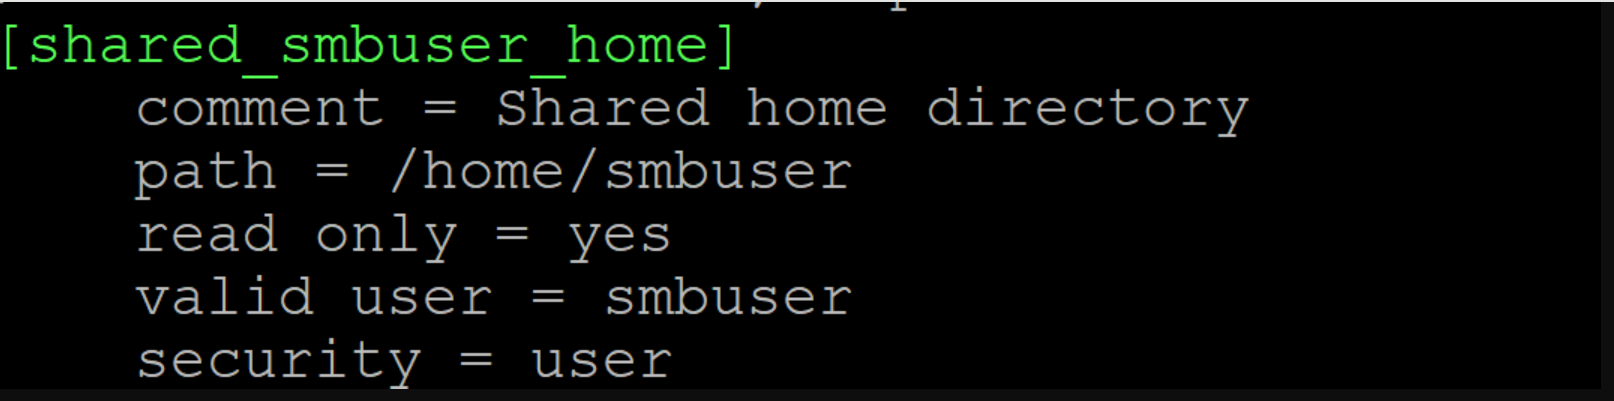 [shared_smbuser_home]
comment = Shared home directory
path = /home/smbuser
read only = yes
valid user = smbuser
security = user